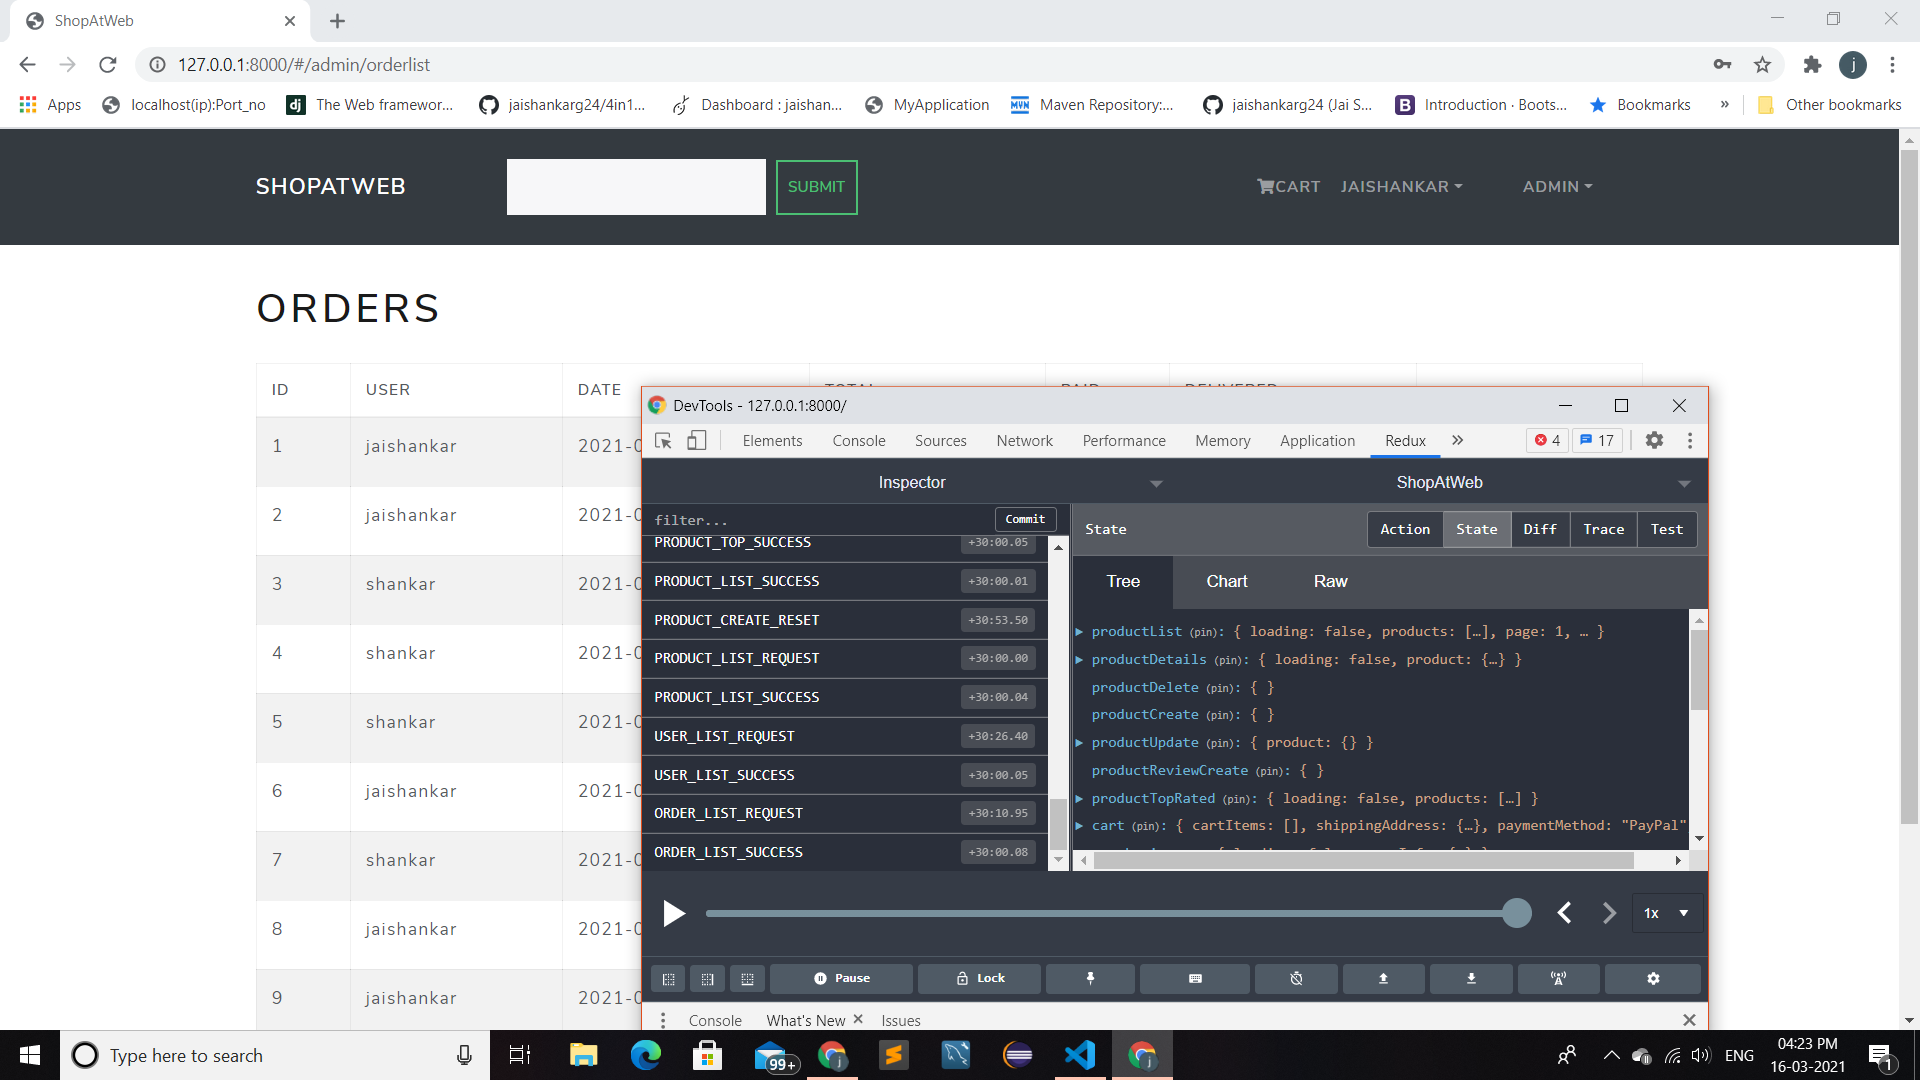 ShopAtWeb
127.0.0.1:8000/#/admin/orderlist
Apps localhost(ip):Port_no The Web framewor... jaishankarg24/4in1... Dashboard : jaishan... MyApplication Maven Repository:... jaishankarg24 (Jai S... Introduction · Boots... Bookmarks » Other bookmarks
SHOPATWEB SUBMIT CART JAISHANKAR ADMIN
ORDERS
ID USER DATE
1 jaishankar 2021-0
2 jaishankar 2021-0
3 shankar 2021-0
4 shankar 2021-0
5 shankar 2021-0
6 jaishankar 2021-0
7 shankar 2021-0
8 jaishankar 2021-0
9 jaishankar 2021-0
DevTools - 127.0.0.1:8000/
Elements Console Sources Network Performance Memory Application Redux » 4 17
Inspector ShopAtWeb
filter... Commit
PRODUCT_TOP_SUCCESS +30:00.05
PRODUCT_LIST_SUCCESS +30:00.01
PRODUCT_CREATE_RESET +30:53.50
PRODUCT_LIST_REQUEST +30:00.00
PRODUCT_LIST_SUCCESS +30:00.04
USER_LIST_REQUEST +30:26.40
USER_LIST_SUCCESS +30:00.05
ORDER_LIST_REQUEST +30:10.95
ORDER_LIST_SUCCESS +30:00.08
State Action State Diff Trace Test
Tree Chart Raw
productList (pin): { loading: false, products: […], page: 1, … }
productDetails (pin): { loading: false, product: {…} }
productDelete (pin): { }
productCreate (pin): { }
productUpdate (pin): { product: {} }
productReviewCreate (pin): { }
productTopRated (pin): { loading: false, products: […] }
cart (pin): { cartItems: [], shippingAddress: {…}, paymentMethod: "PayPal"
1x
Pause Lock
Console What's New Issues
Type here to search 99+ ENG 04:23 PM
16-03-2021 1